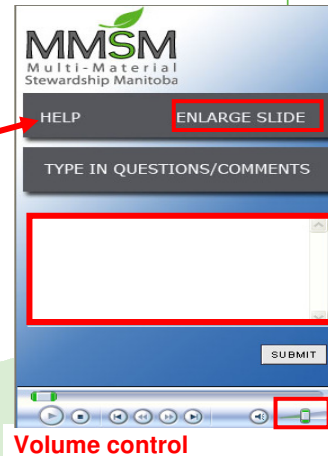 MMSM
Multi-Material
Stewardship Manitoba
HELP ENLARGE SLIDE
TYPE IN QUESTIONS/COMMENTS
SUBMIT
Volume control